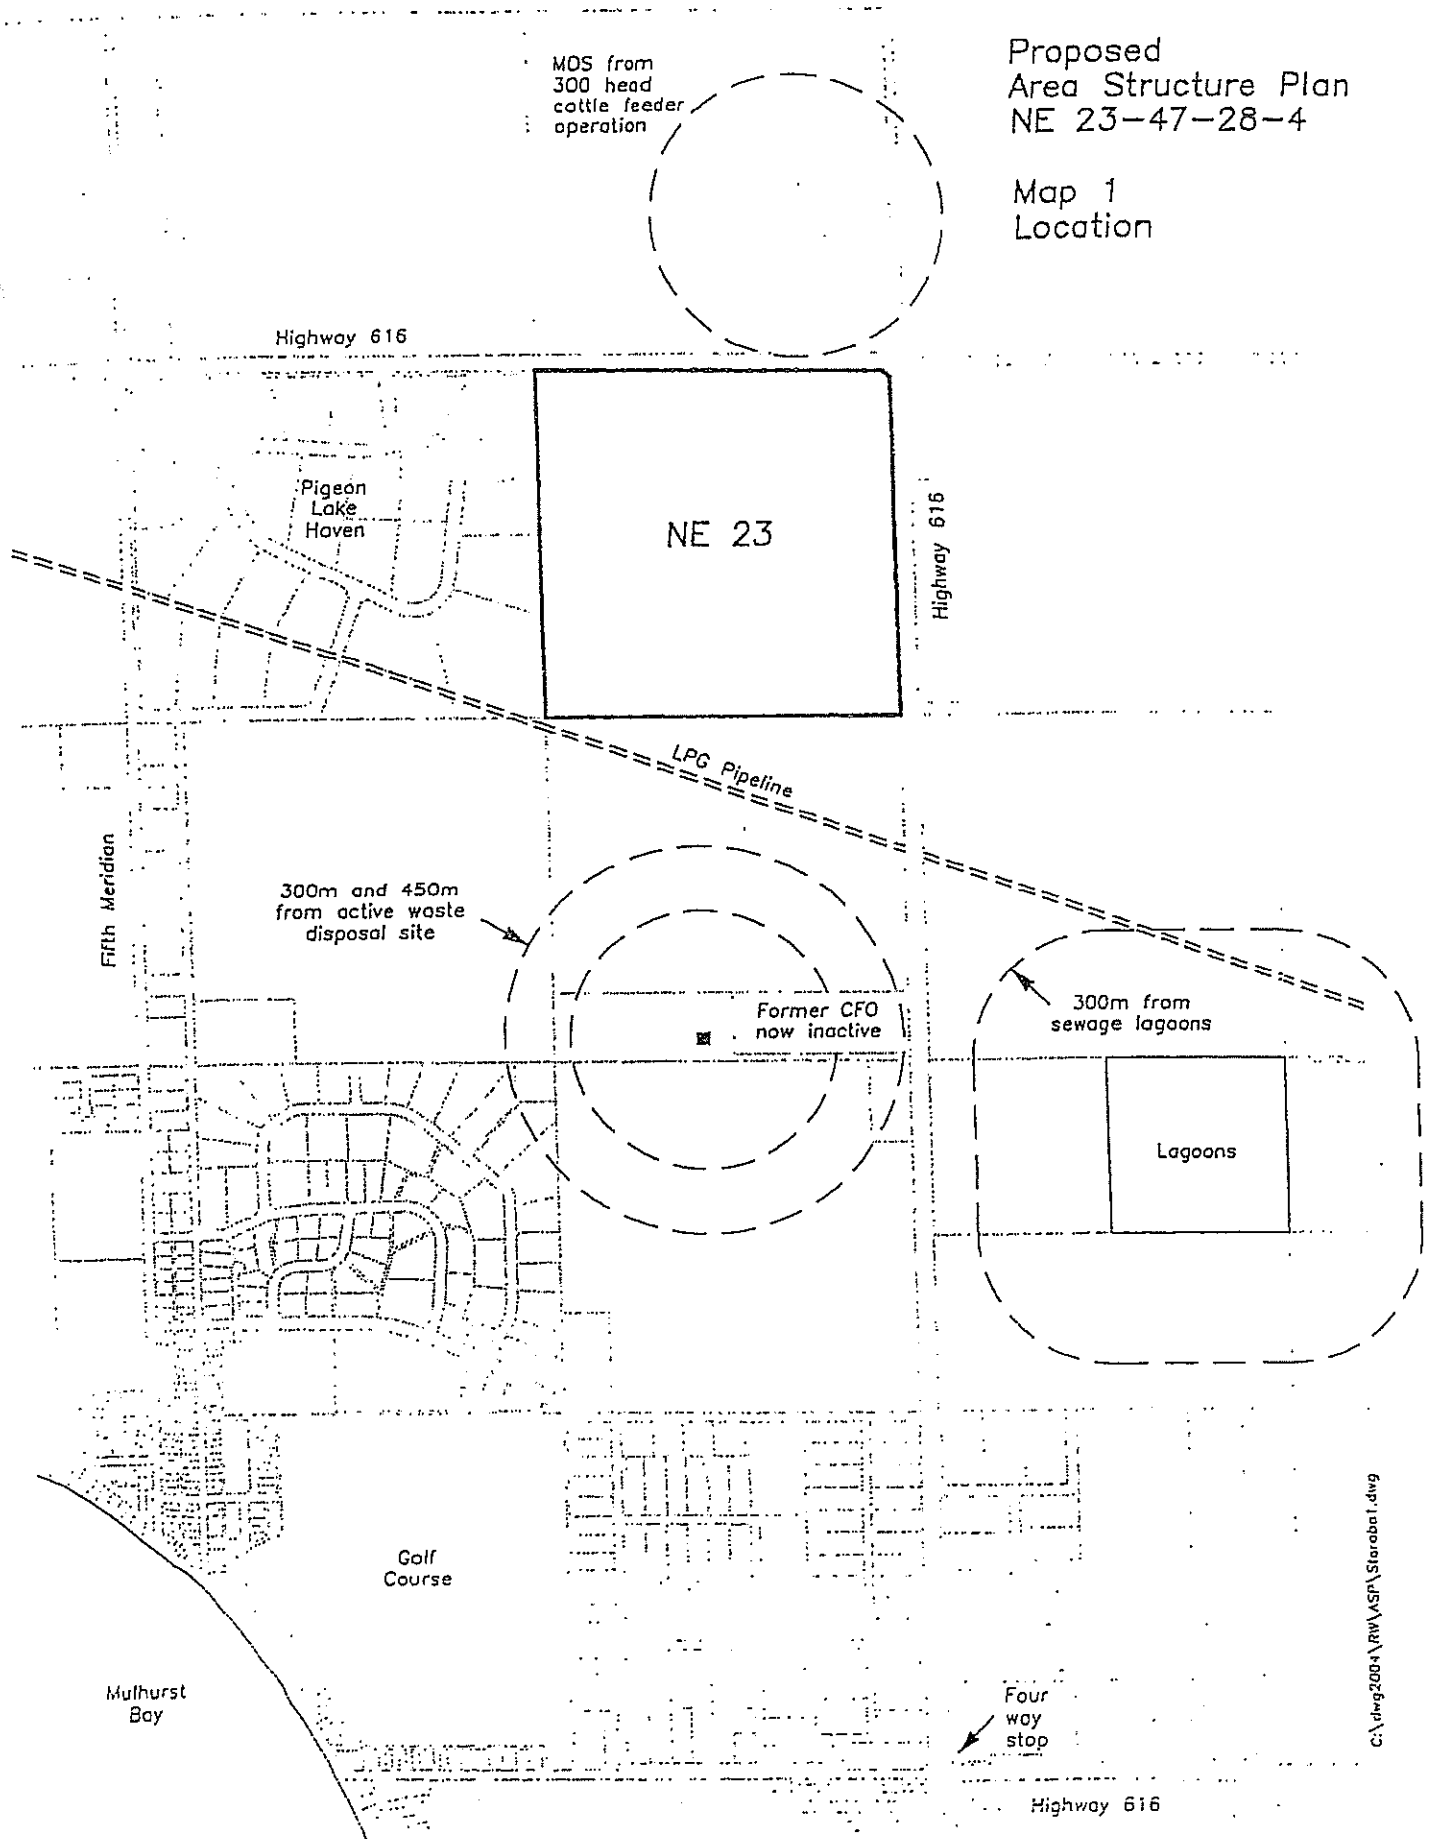 Proposed
Area Structure Plan
NE 23-47-28-4
Map 1
Location
MDS from
300 head
cattle feeder
operation
Highway 616
Pigeon
Lake
Haven
NE 23
Highway 616
LPG Pipeline
Fifth Meridian
300m and 450m
from active waste
disposal site
Former CFO
now inactive
300m from
sewage lagoons
Lagoons
Golf
Course
Mulhurst
Bay
Four
way
stop
Highway 616
C:\dwg2004\RW\ASP\Starobat.dwg